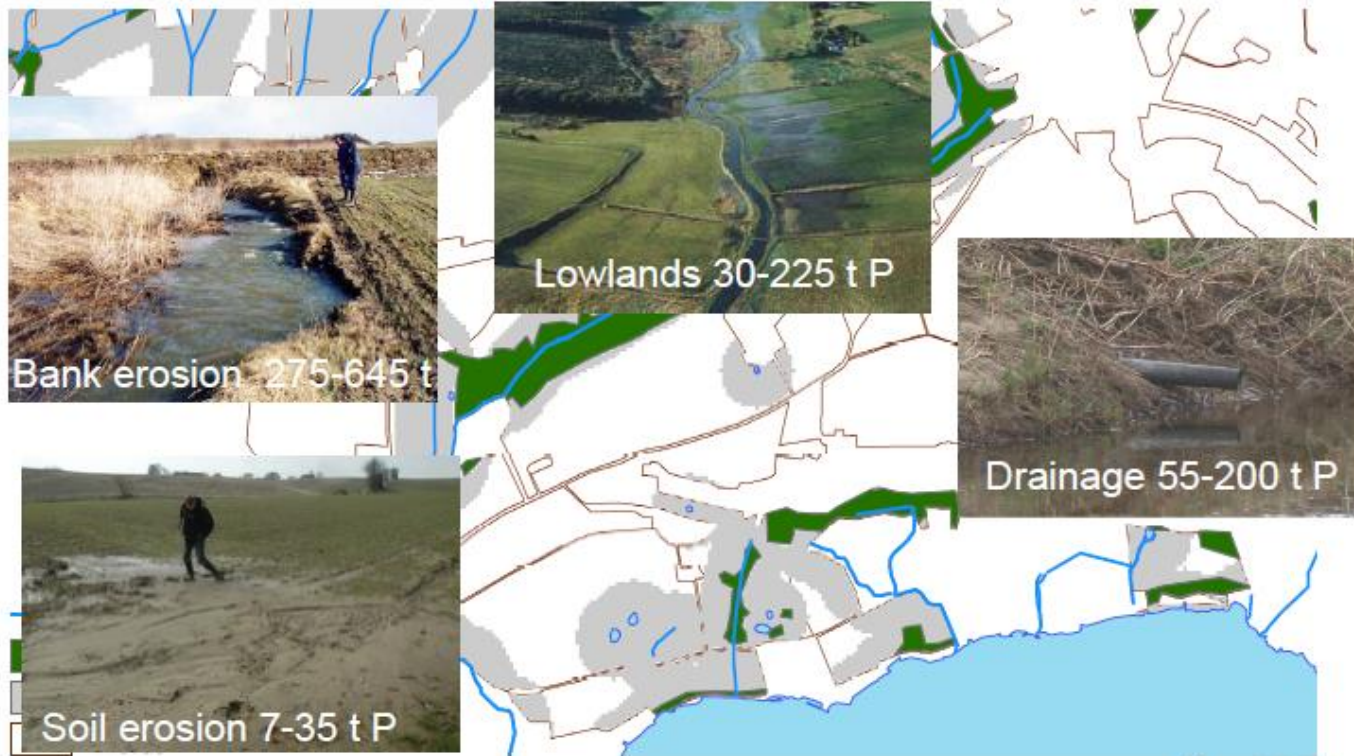 Lowlands 30-225 t P
Bank erosion 275-645 t
Drainage 55-200 t P
Soil erosion 7-35 t P